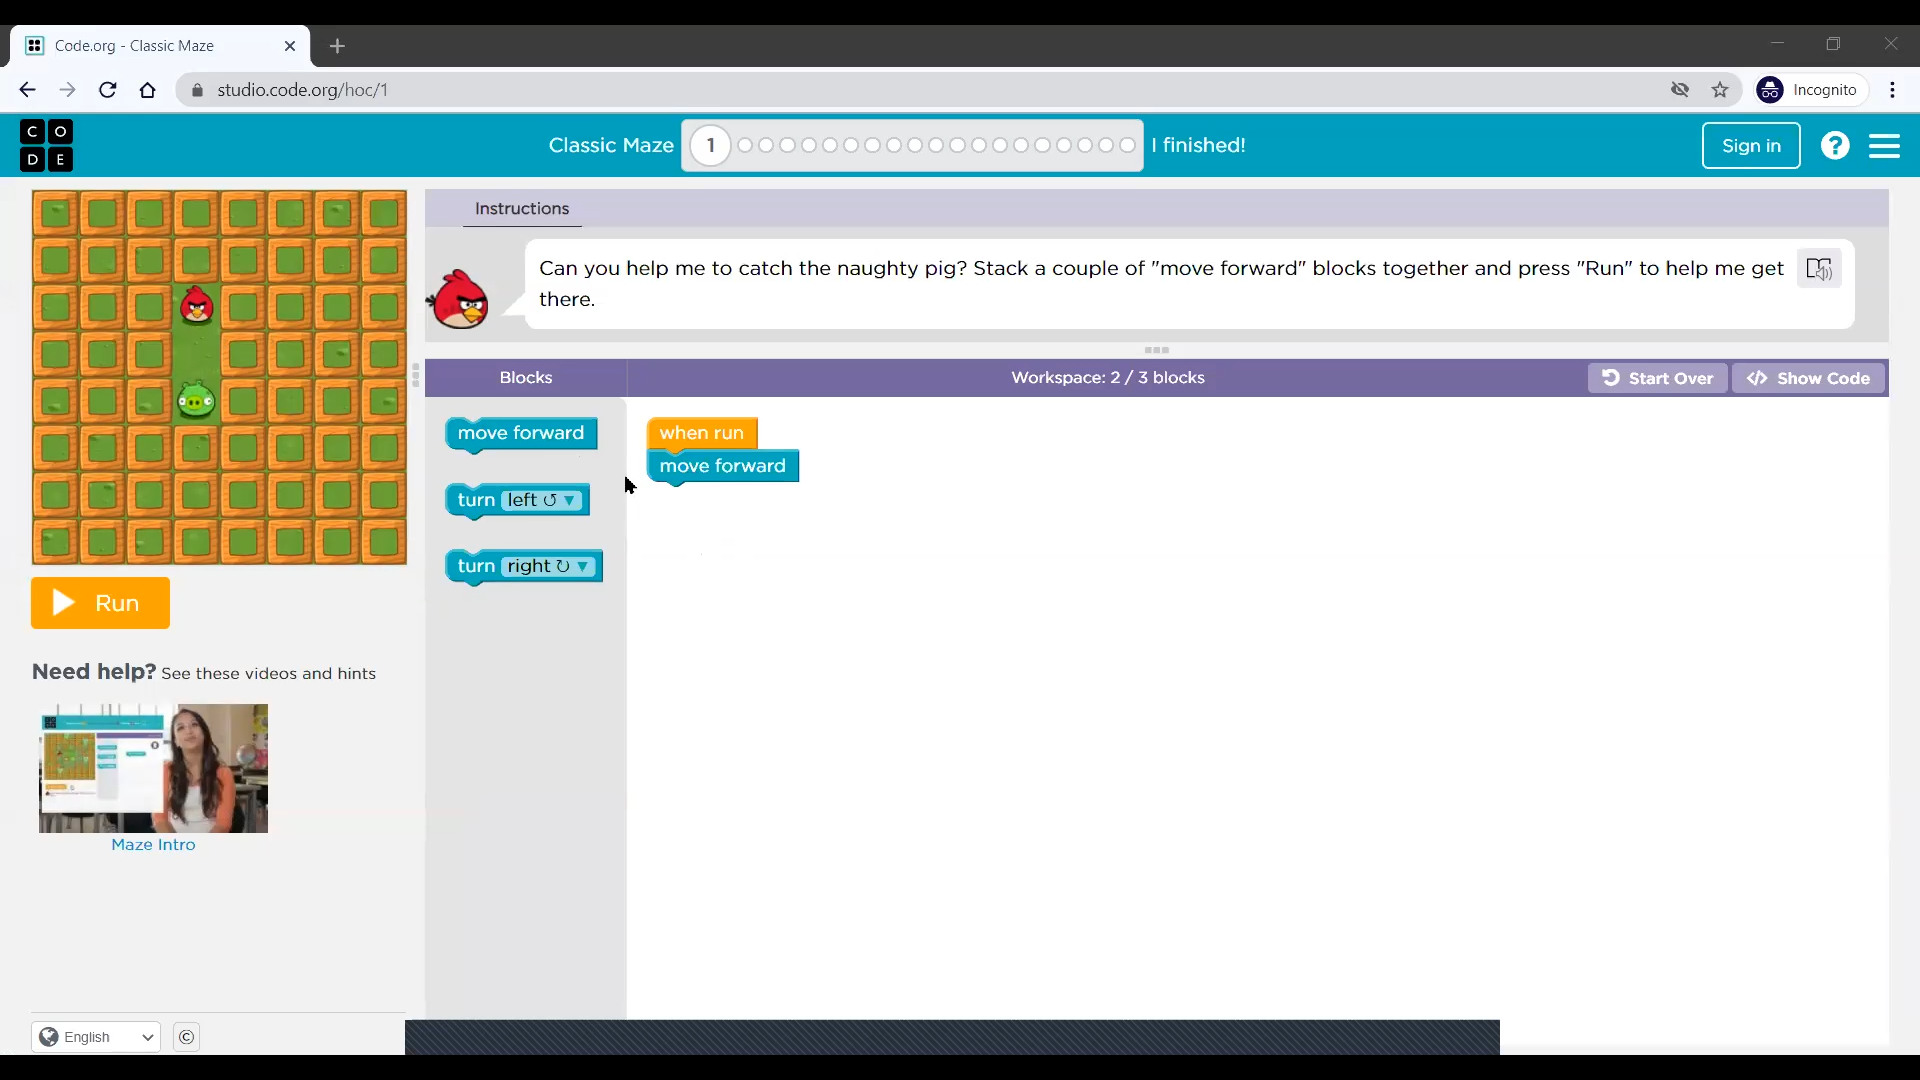 Code.org - Classic Maze
studio.code.org/hoc/1
Incognito
C O
D E
Classic Maze
1
I finished!
Sign in
?
Instructions
Can you help me to catch the naughty pig? Stack a couple of "move forward" blocks together and press "Run" to help me get
there.
Blocks
Workspace: 2 / 3 blocks
Start Over
Show Code
move forward
turn left ↺ ▼
turn right ↻ ▼
when run
move forward
Run
Need help? See these videos and hints
Maze Intro
English
©